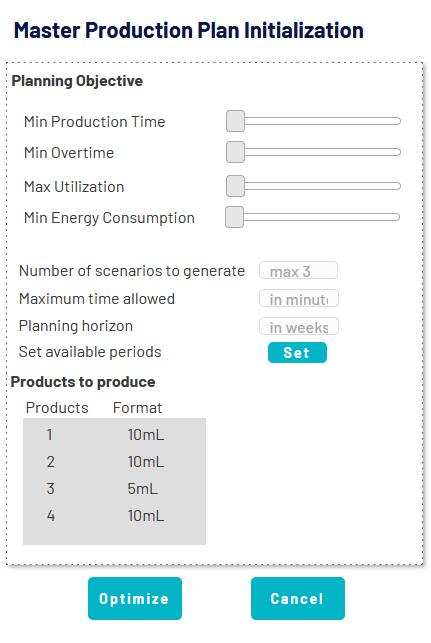 Master Production Plan Initialization
Planning Objective
Min Production Time
Min Overtime
Max Utilization
Min Energy Consumption
Number of scenarios to generate max 3
Maximum time allowed in minut
Planning horizon in weeks
Set available periods Set
Products to produce
Products Format
1 10mL
2 10mL
3 5mL
4 10mL
Optimize Cancel